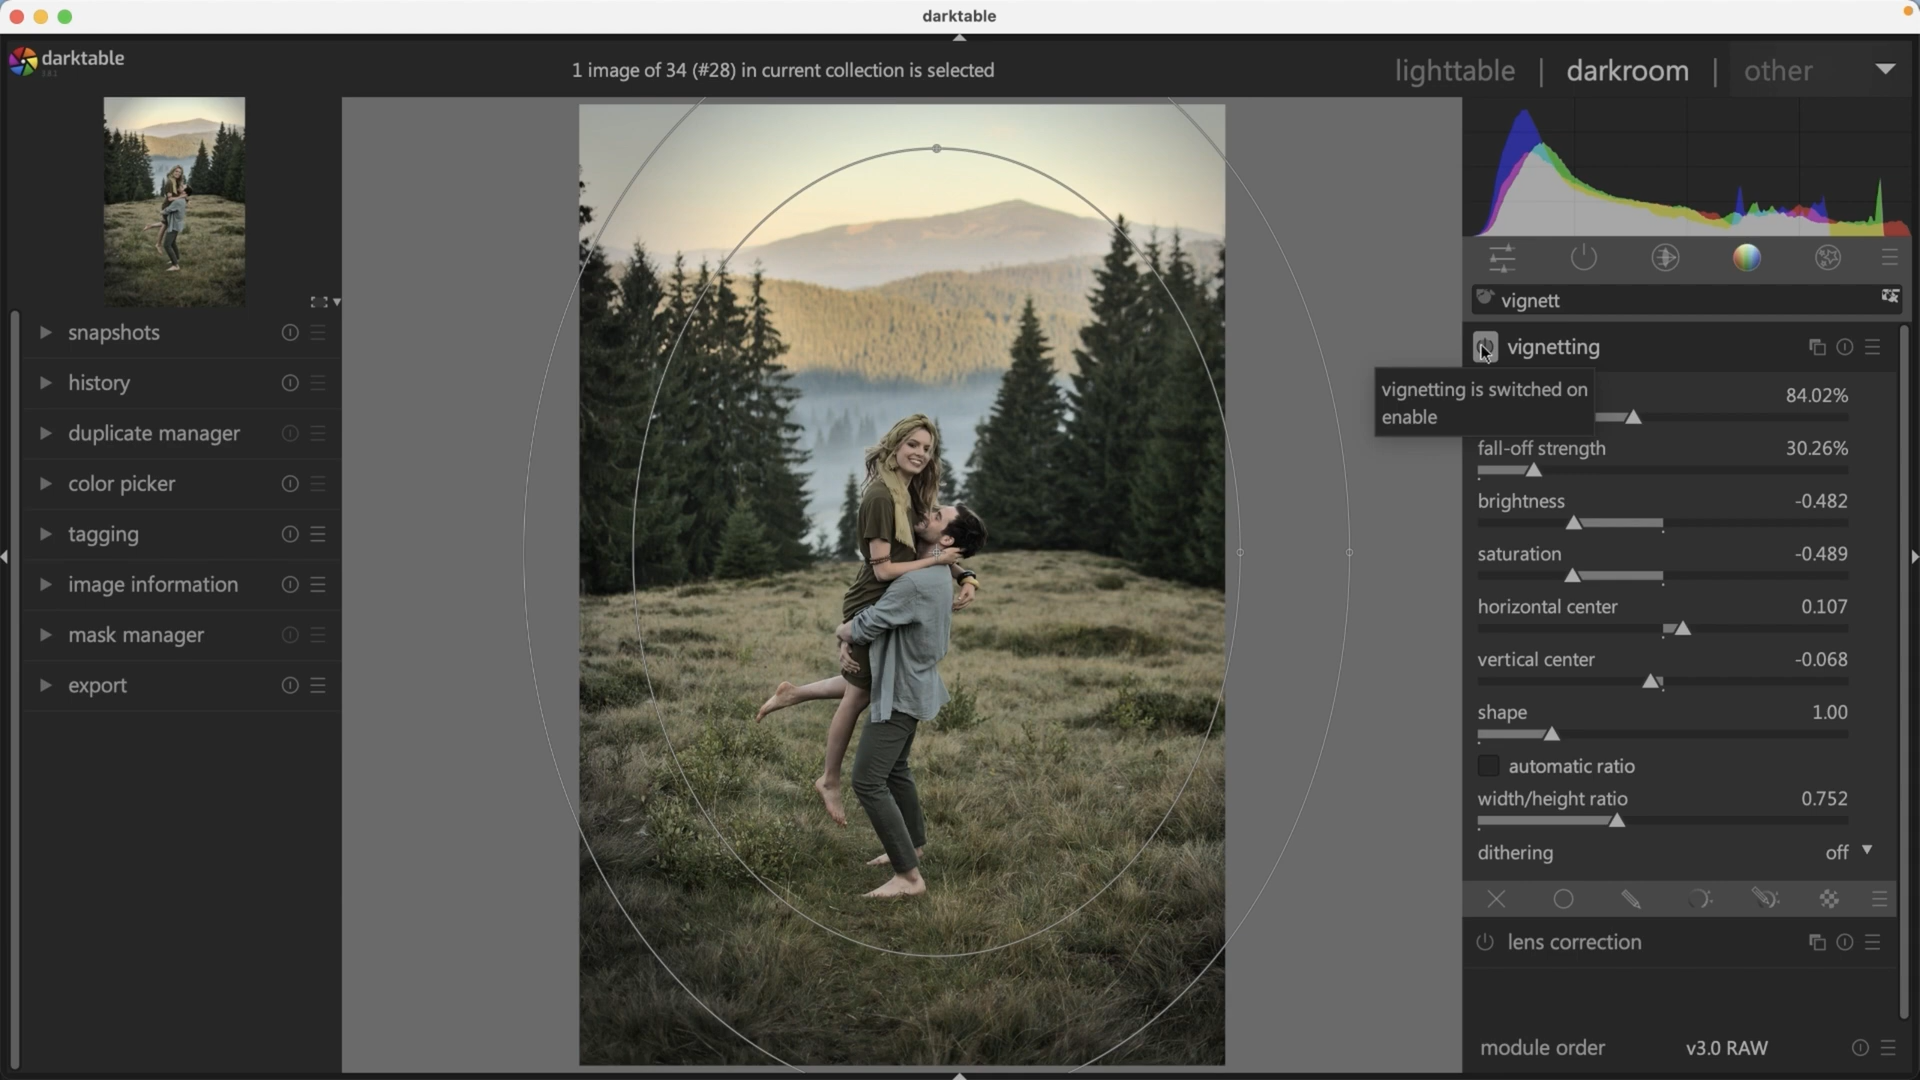 darktable
darktable
3.8.1
1 image of 34 (#28) in current collection is selected
lighttable | darkroom | other
snapshots
history
duplicate manager
color picker
tagging
image information
mask manager
export
vignett
vignetting
vignetting is switched on
enable
84.02%
fall-off strength 30.26%
brightness -0.482
saturation -0.489
horizontal center 0.107
vertical center -0.068
shape 1.00
automatic ratio
width/height ratio 0.752
dithering off
lens correction
module order v3.0 RAW